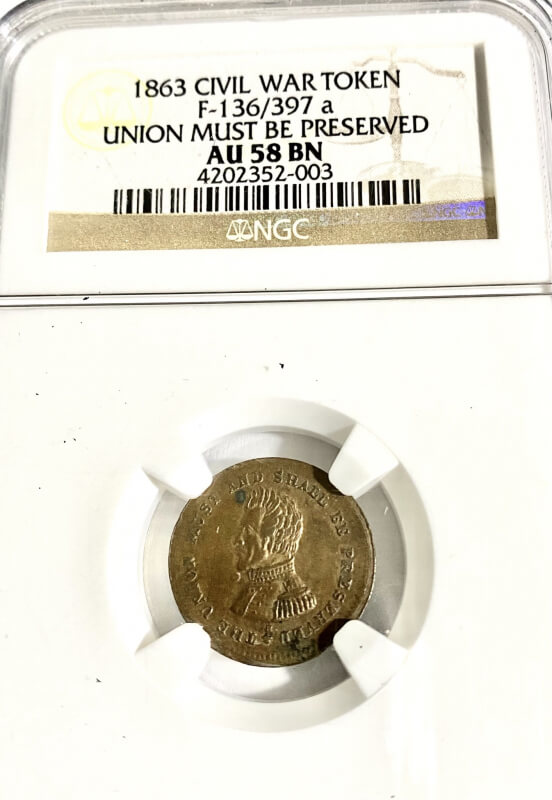 1863 CIVIL WAR TOKEN
F-136/397 a
UNION MUST BE PRESERVED
AU 58 BN
4202352-003
NGC
NGC
THE UNION MUST AND SHALL BE PRESERVED